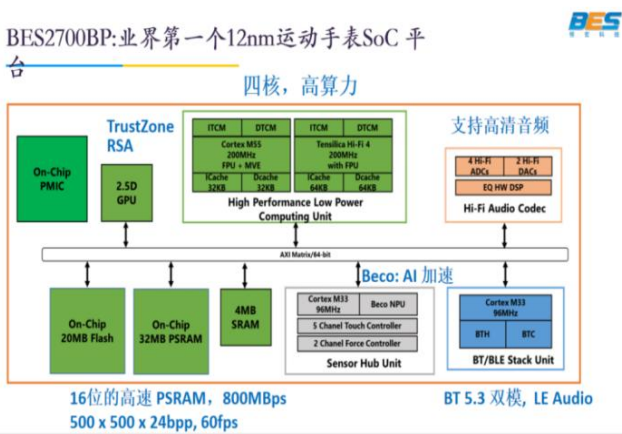 BES
BES2700BP:业界第一个12nm运动手表SoC 平
台
四核，高算力
TrustZone
RSA
支持高清音频
On-Chip
PMIC
2.5D
GPU
ITCM
DTCM
ITCM
DTCM
Cortex M55
200MHz
FPU + MVE
Tensilica Hi-Fi 4
200MHz
with FPU
ICache
32KB
Dcache
32KB
ICache
64KB
Dcache
64KB
High Performance Low Power
Computing Unit
4 Hi-Fi
ADCs
2 Hi-Fi
DACs
EQ HW DSP
Hi-Fi Audio Codec
AXI Matrix/64-bit
Beco: AI 加速
On-Chip
20MB Flash
On-Chip
32MB PSRAM
4MB
SRAM
Cortex M33
96MHz
Beco NPU
5 Chanel Touch Controller
2 Chanel Force Controller
Sensor Hub Unit
Cortex M33
96MHz
BTH
BTC
BT/BLE Stack Unit
16位的高速 PSRAM，800MBps
500 x 500 x 24bpp, 60fps
BT 5.3 双模, LE Audio